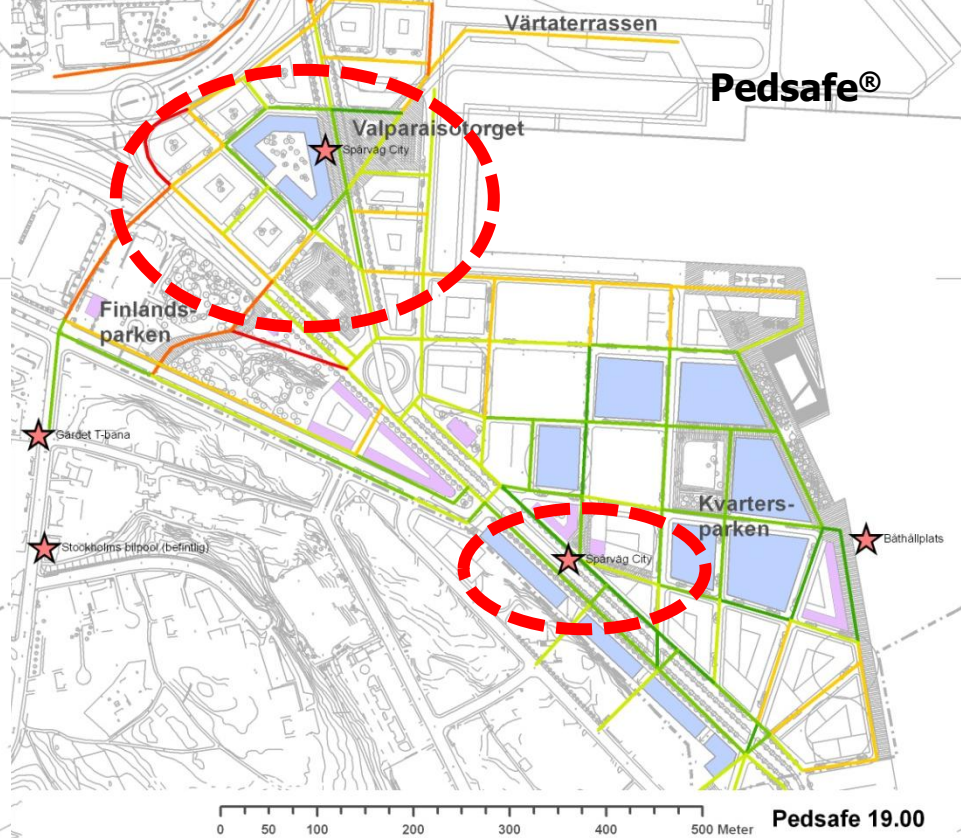 Värtaterrassen
Pedsafe®
Valparaisotorget
Spårväg City
Finlands-
parken
Gärdet T-bana
Kvarters-
parken
Båthållplats
Stockholms bilpool (befintlig)
Spårväg City
0 50 100 200 300 400 500 Meter
Pedsafe 19.00